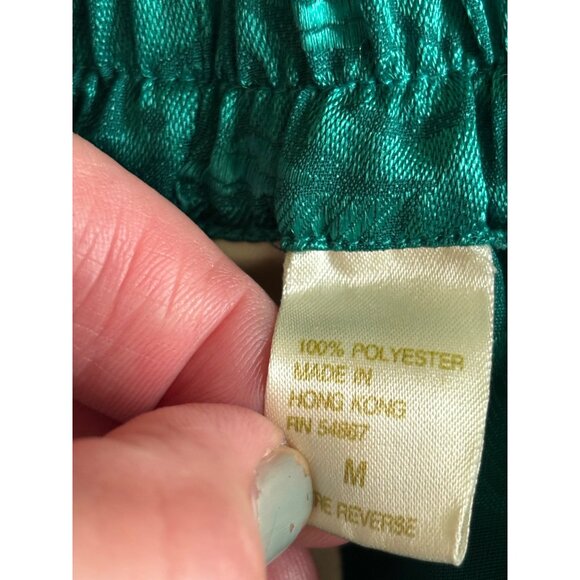 100% POLYESTER
MADE IN
HONG KONG
RN 54867
M
REVERSE